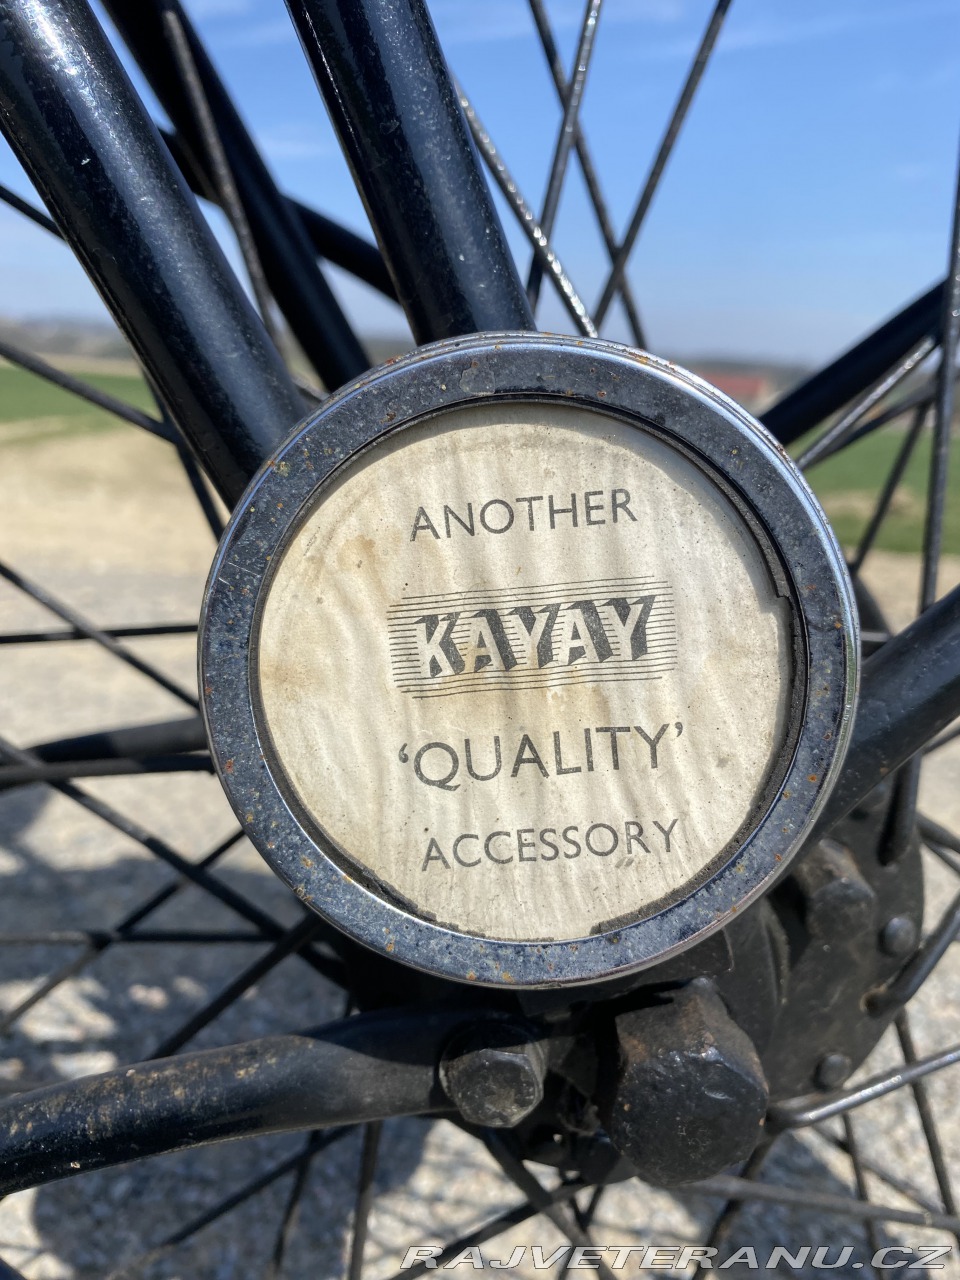 ANOTHER
KAYAY
‘QUALITY’
ACCESSORY
RAJVETERANU.CZ